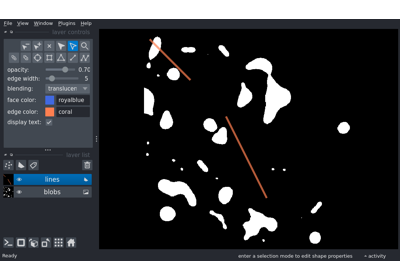 File View Window Plugins Help
layer controls
opacity: 0.70
edge width: 5
blending: translucent
face color: royalblue
edge color: coral
display text:
layer list
lines
blobs
Ready
enter a selection mode to edit shape properties
activity